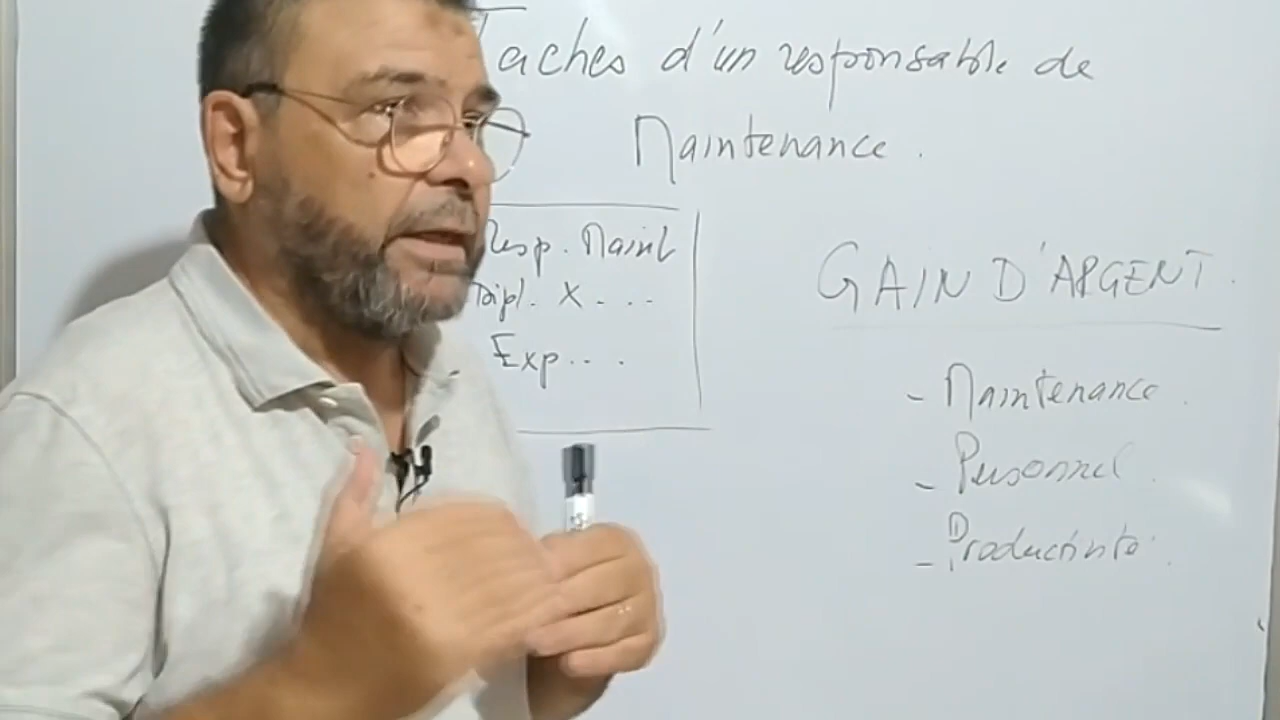 Taches d'un responsable de
Maintenance.
Resp. Maint
Dipl. X....
Exp...
GAIN D'ARGENT.
- Maintenance.
- Personnel.
- Productivité.